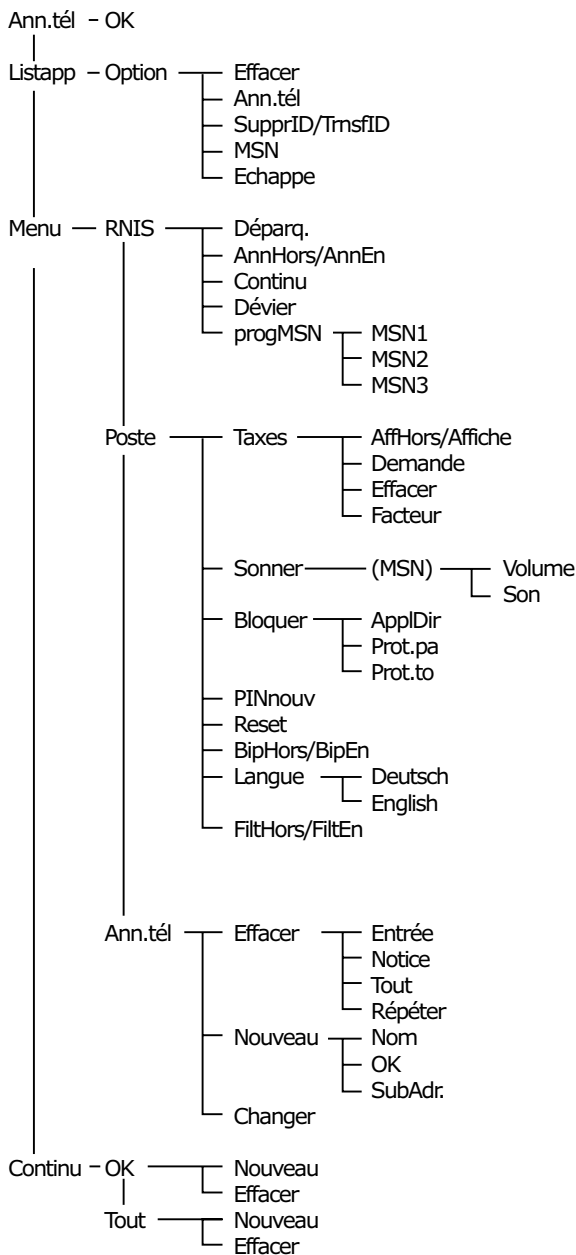 Ann.tél OK
Listapp Option Effacer
Ann.tél
SupprID/TrnsfID
MSN
Echappe
Menu RNIS Déparq.
AnnHors/AnnEn
Continu
Dévier
progMSN MSN1
MSN2
MSN3
Poste Taxes AffHors/Affiche
Demande
Effacer
Facteur
Sonner (MSN) Volume
Son
Bloquer ApplDir
Prot.pa
Prot.to
PINnouv
Reset
BipHors/BipEn
Langue Deutsch
English
FiltHors/FiltEn
Ann.tél Effacer Entrée
Notice
Tout
Répéter
Nouveau Nom
OK
SubAdr.
Changer
Continu OK Nouveau
Effacer
Tout Nouveau
Effacer